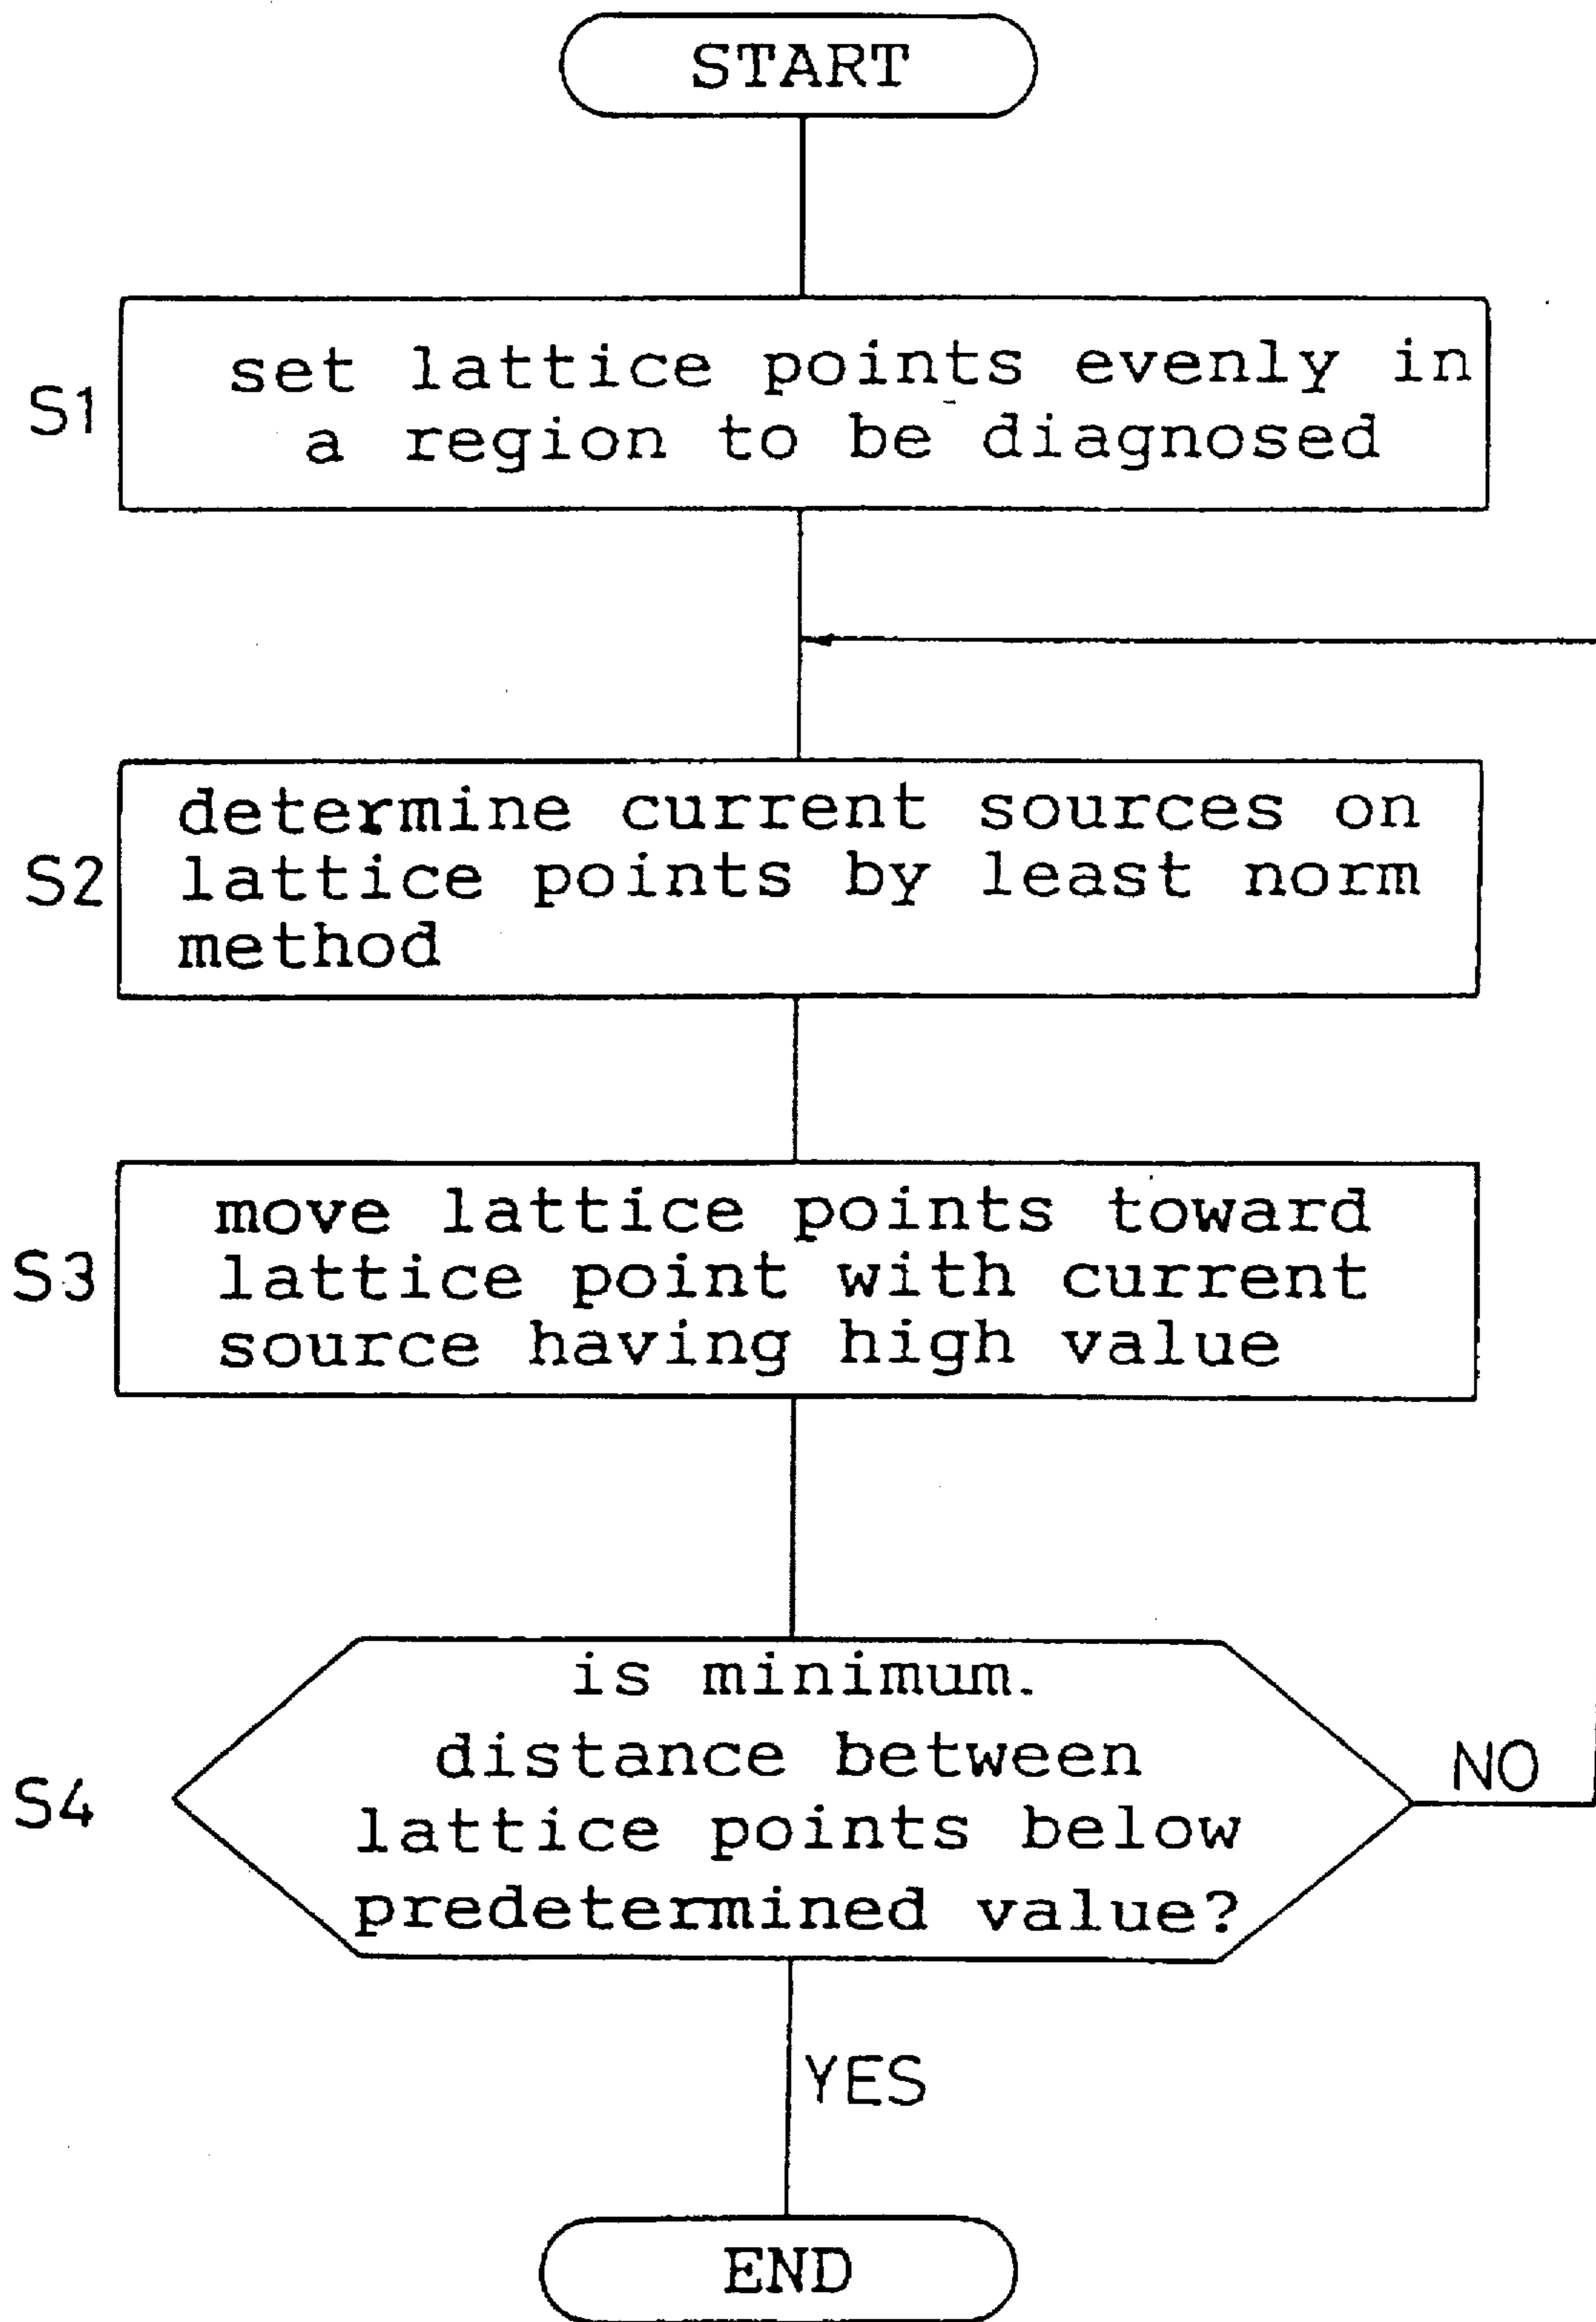 START
S1
set lattice points evenly in
a region to be diagnosed
S2
determine current sources on
lattice points by least norm
method
S3
move lattice points toward
lattice point with current
source having high value
S4
is minimum.
distance between
lattice points below
predetermined value?
NO
YES
END